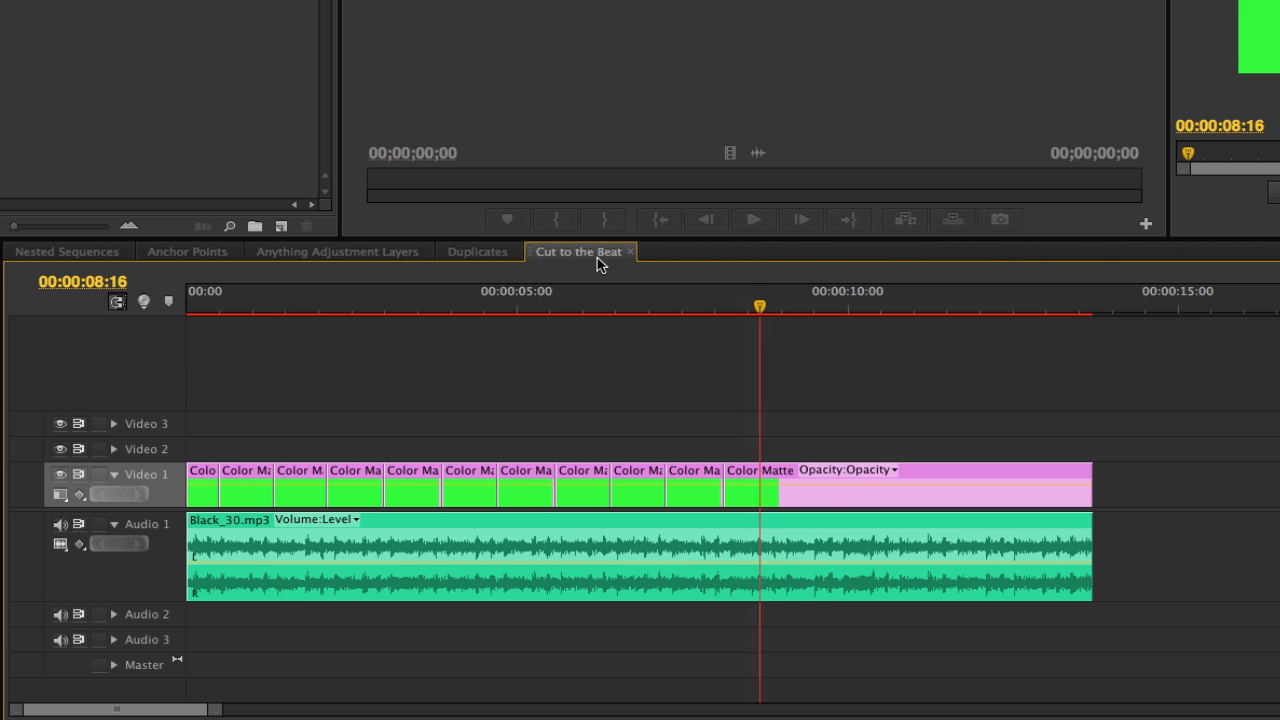 00;00;00;00
00;00;00;00
00:00:08:16
Nested Sequences
Anchor Points
Anything Adjustment Layers
Duplicates
Cut to the Beat
00:00:08:16
00:00
00:00:05:00
00:00:10:00
00:00:15:00
Video 3
Video 2
Video 1
Colo
Color Ma
Color M
Color Ma
Color Ma
Color Ma
Color Ma
Color Ma
Color Ma
Color Ma
Color Matte Opacity:Opacity
Audio 1
Black_30.mp3 Volume:Level
L
R
Audio 2
Audio 3
Master